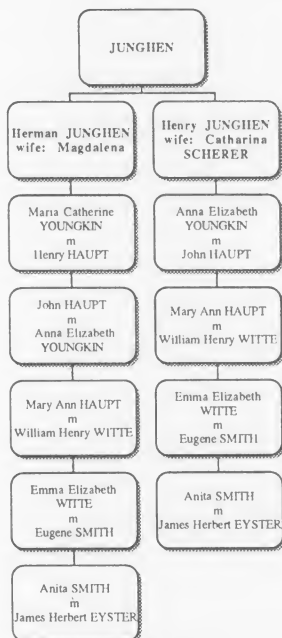 JUNGHEN
Herman JUNGHEN
wife: Magdalena
Maria Catherine
YOUNGKIN
m
Henry HAUPT
John HAUPT
m
Anna Elizabeth
YOUNGKIN
Mary Ann HAUPT
m
William Henry WITTE
Emma Elizabeth
WITTE
m
Eugene SMITH
Anita SMITH
m
James Herbert EYSTER
Henry JUNGHEN
wife: Catharina
SCHERER
Anna Elizabeth
YOUNGKIN
m
John HAUPT
Mary Ann HAUPT
m
William Henry WITTE
Emma Elizabeth
WITTE
m
Eugene SMITH
Anita SMITH
m
James Herbert EYSTER